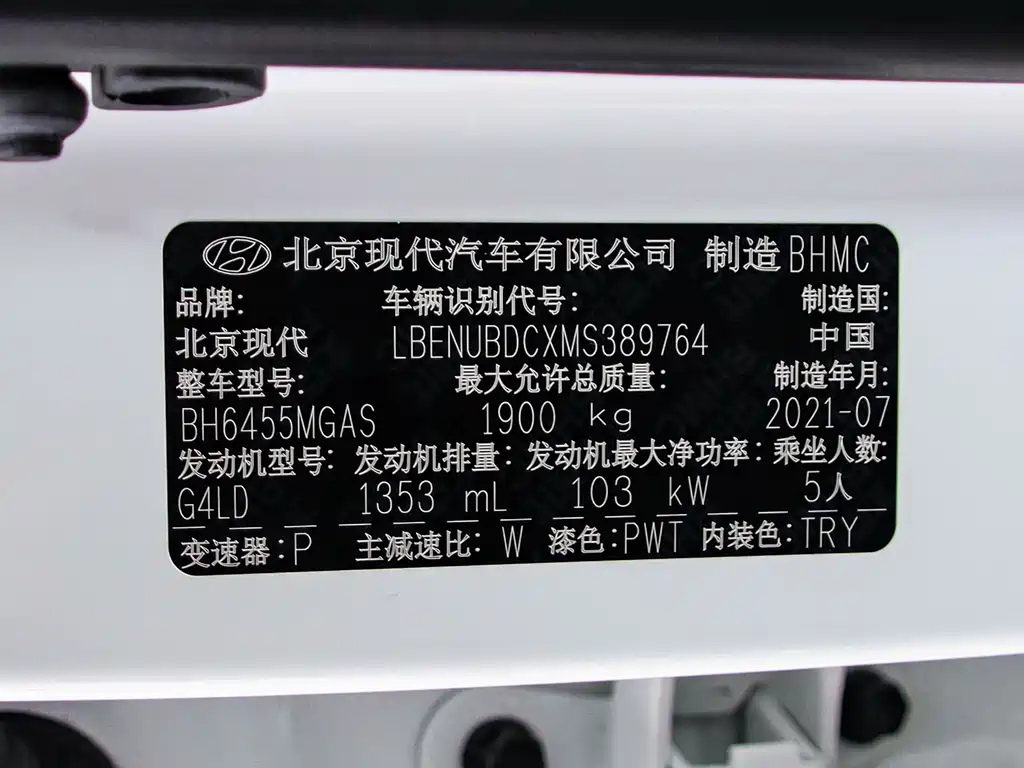 北京现代汽车有限公司 制造BHMC
品牌: 车辆识别代号: 制造国:
北京现代 LBENUBDCXMS389764 中国
整车型号: 最大允许总质量: 制造年月:
BH6455MGAS 1900 kg 2021-07
发动机型号: 发动机排量: 发动机最大净功率: 乘坐人数:
G4LD 1353 mL 103 kW 5人
变速器:P 主减速比: W 漆色:PWT 内装色:TRY